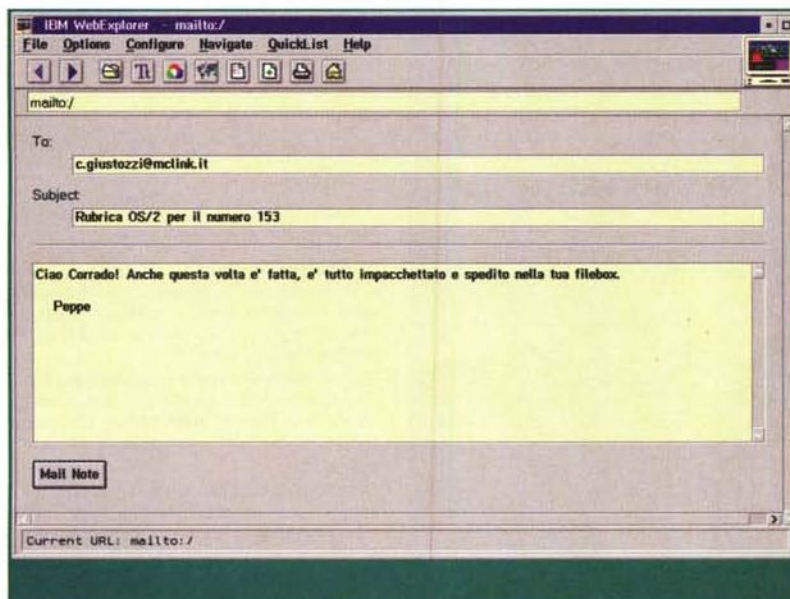 IBM WebExplorer - mailto:/
File Options Configure Navigate QuickList Help
mailto:/
To:
c.giustozzi@mclink.it
Subject
Rubrica OS/2 per il numero 153
Ciao Corrado! Anche questa volta e' fatta, e' tutto impacchettato e spedito nella tua filebox.
Peppe
Mail Note
Current URL: mailto:/